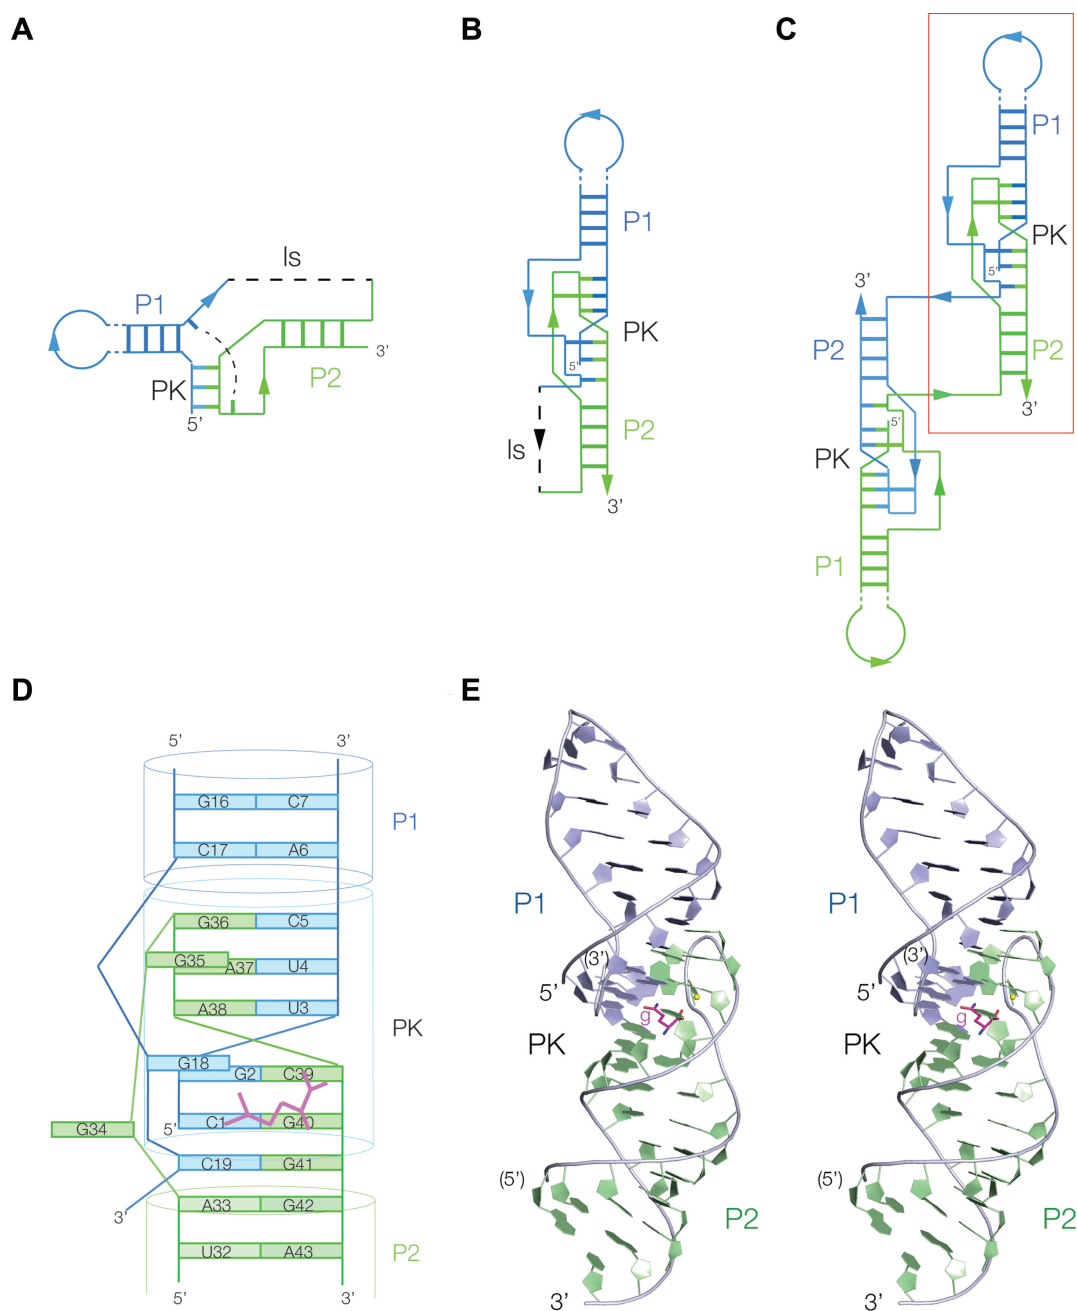 A
ls
P1
PK
P2
3’
5’
B
P1
PK
5’
P2
ls
3’
C
P1
PK
5’
P2
3’
3’
P2
5’
PK
P1
D
5’
3’
G16
C7
P1
C17
A6
G36
C5
G35
A37
U4
A38
U3
PK
G18
G2
C39
G34
5’
C1
G40
C19
G41
3’
A33
G42
U32
A43
P2
5’
3’
E
P1
(3’)
5’
g
PK
(5’)
P2
3’
P1
(3’)
5’
g
PK
(5’)
P2
3’